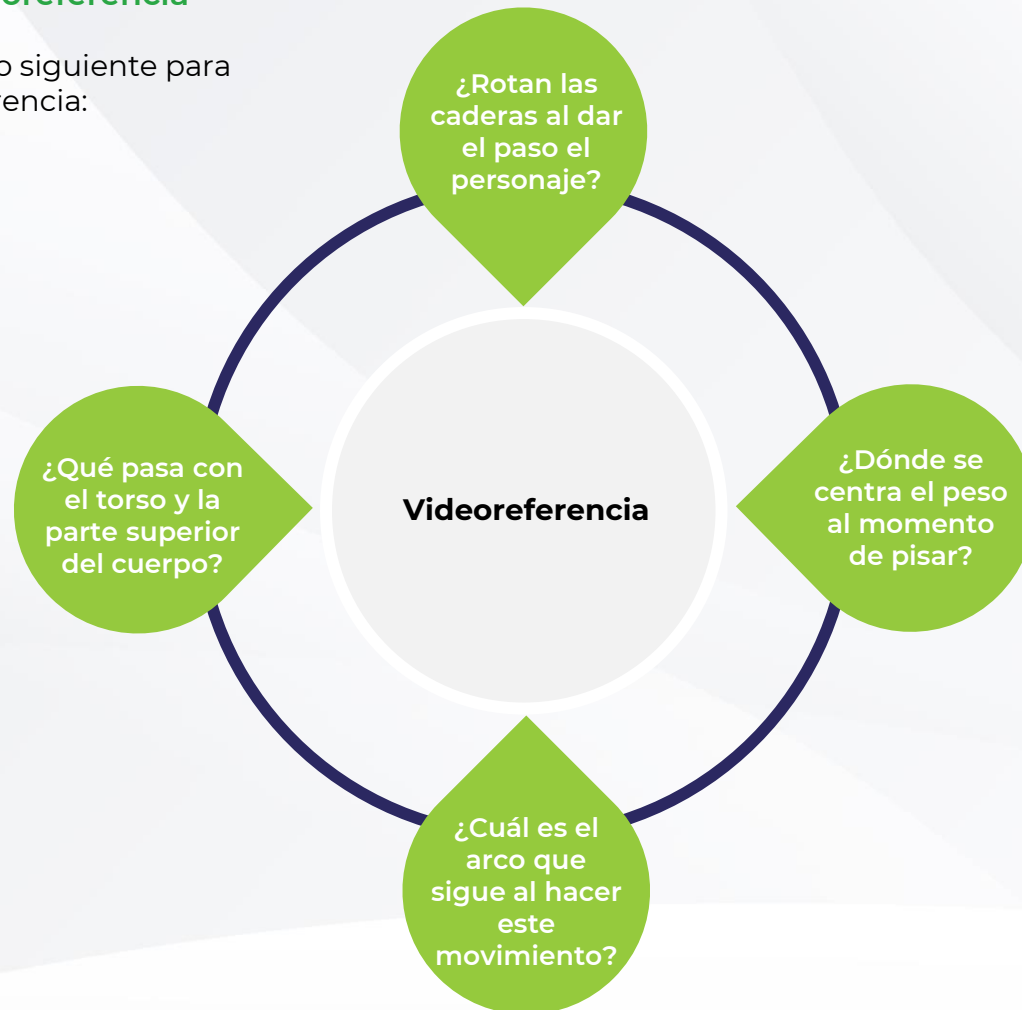 oreferencia
o siguiente para
encia:
¿Rotan las
caderas al dar
el paso el
personaje?
¿Qué pasa con
el torso y la
parte superior
del cuerpo?
Videoreferencia
¿Dónde se
centra el peso
al momento
de pisar?
¿Cuál es el
arco que
sigue al hacer
este
movimiento?